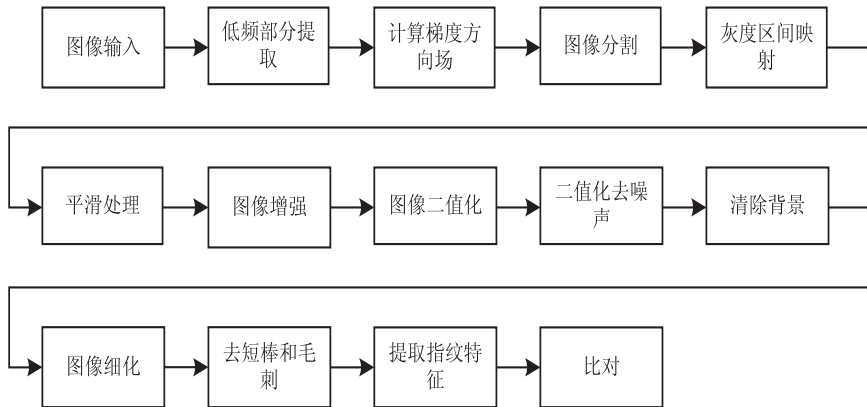 图像输入
低频部分提
取
计算梯度方
向场
图像分割
灰度区间映
射
平滑处理
图像增强
图像二值化
二值化去噪
声
清除背景
图像细化
去短棒和毛
刺
提取指纹特
征
比对